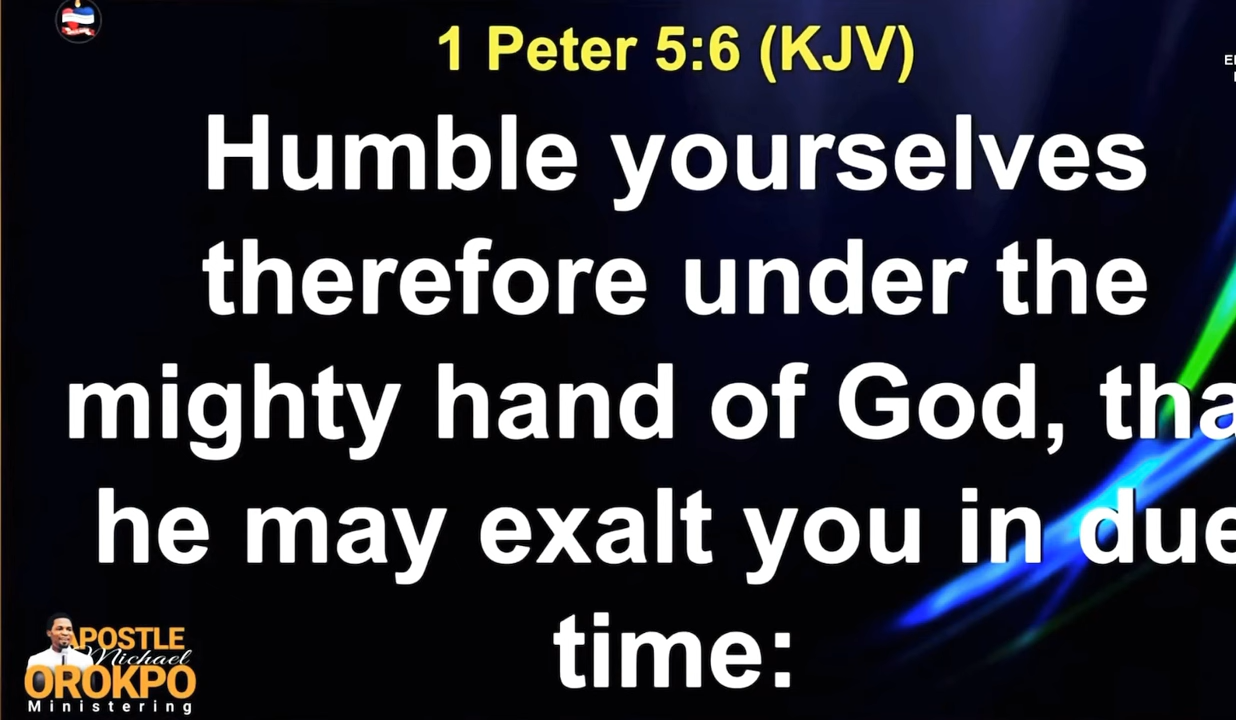 1 Peter 5:6 (KJV)
Humble yourselves
therefore under the
mighty hand of God, tha
he may exalt you in due
time:
APOSTLE
Michael
OROKPO
Ministering